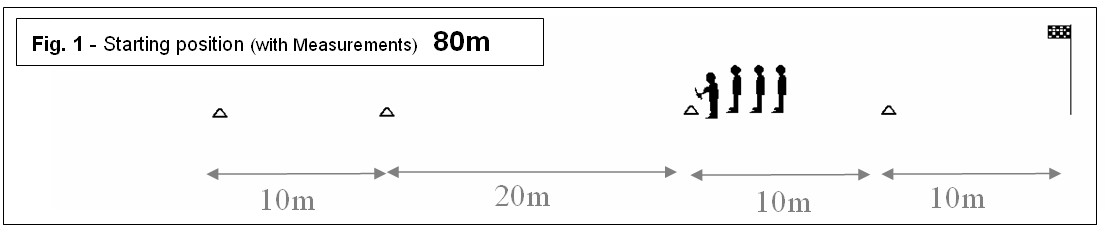 Fig. 1 - Starting position (with Measurements) 80m
10m 20m 10m 10m